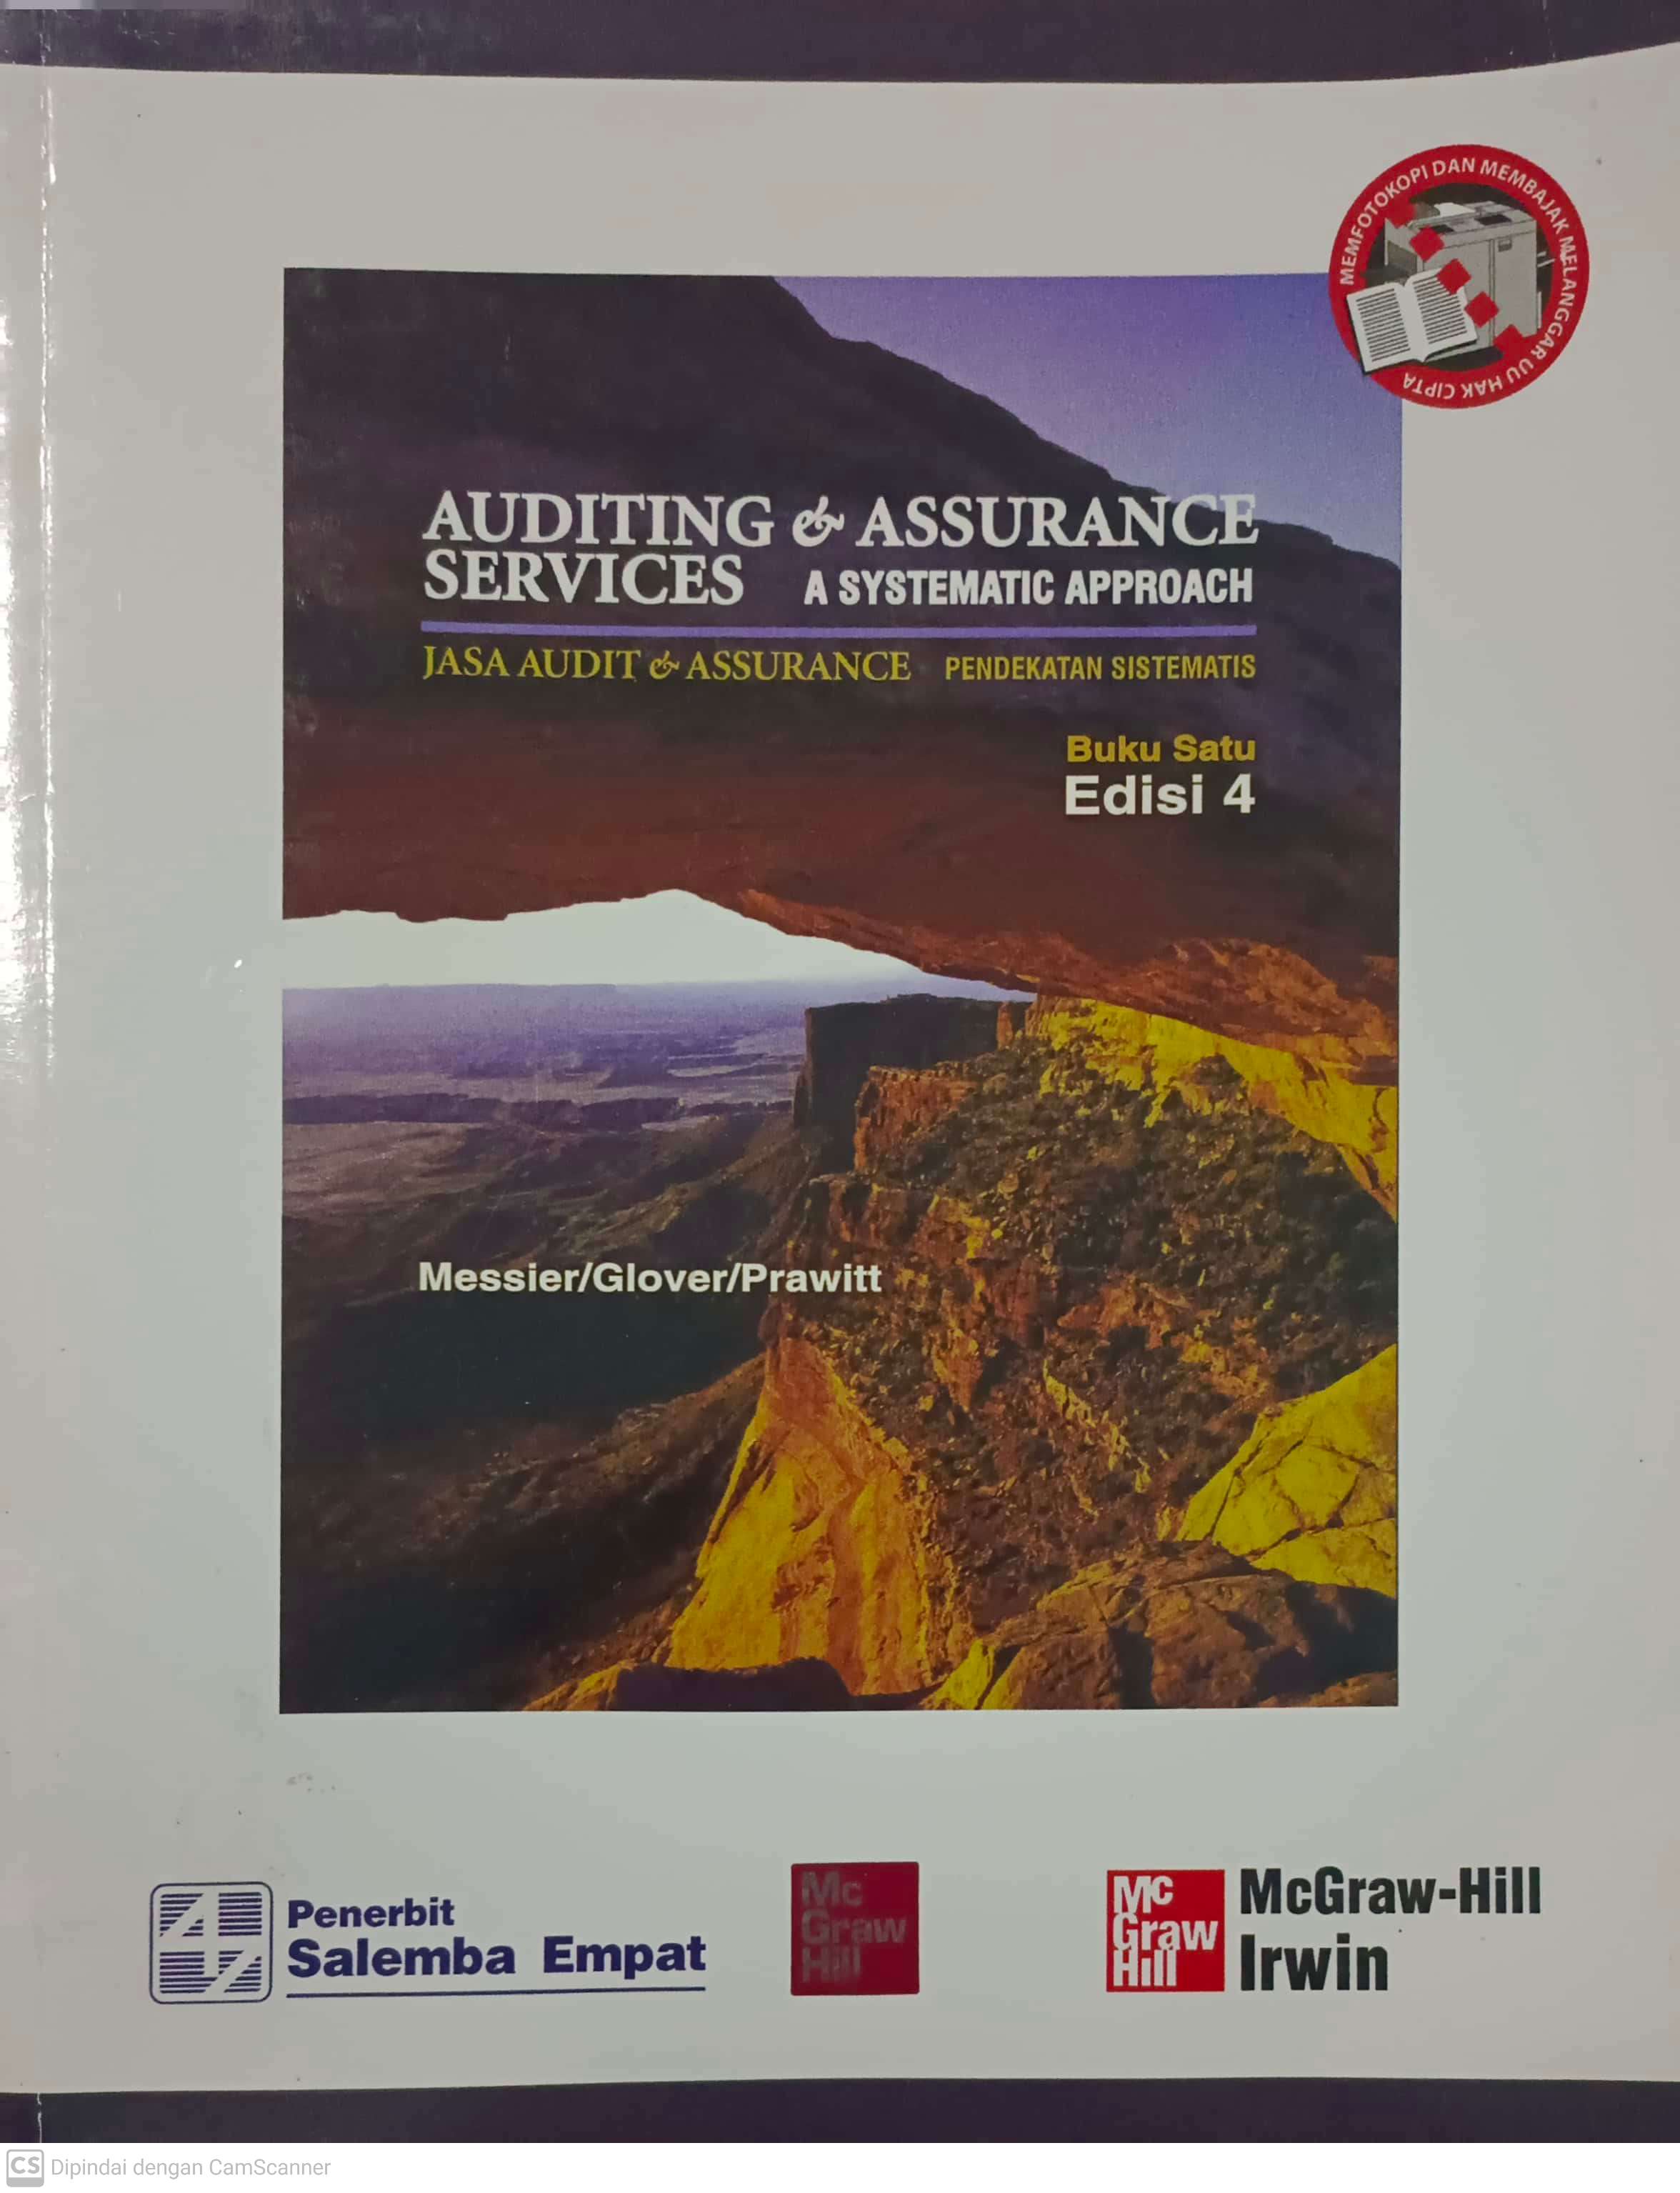 MEMFOTOKOPI DAN MEMBAJAK MELANGGAR UU HAK CIPTA
AUDITING & ASSURANCE
SERVICES A SYSTEMATIC APPROACH
JASA AUDIT & ASSURANCE PENDEKATAN SISTEMATIS
Buku Satu
Edisi 4
Messier/Glover/Prawitt
Penerbit
Salemba Empat
Mc
Graw
Hill
Mc
Graw
Hill
McGraw-Hill
Irwin
CS Dipindai dengan CamScanner